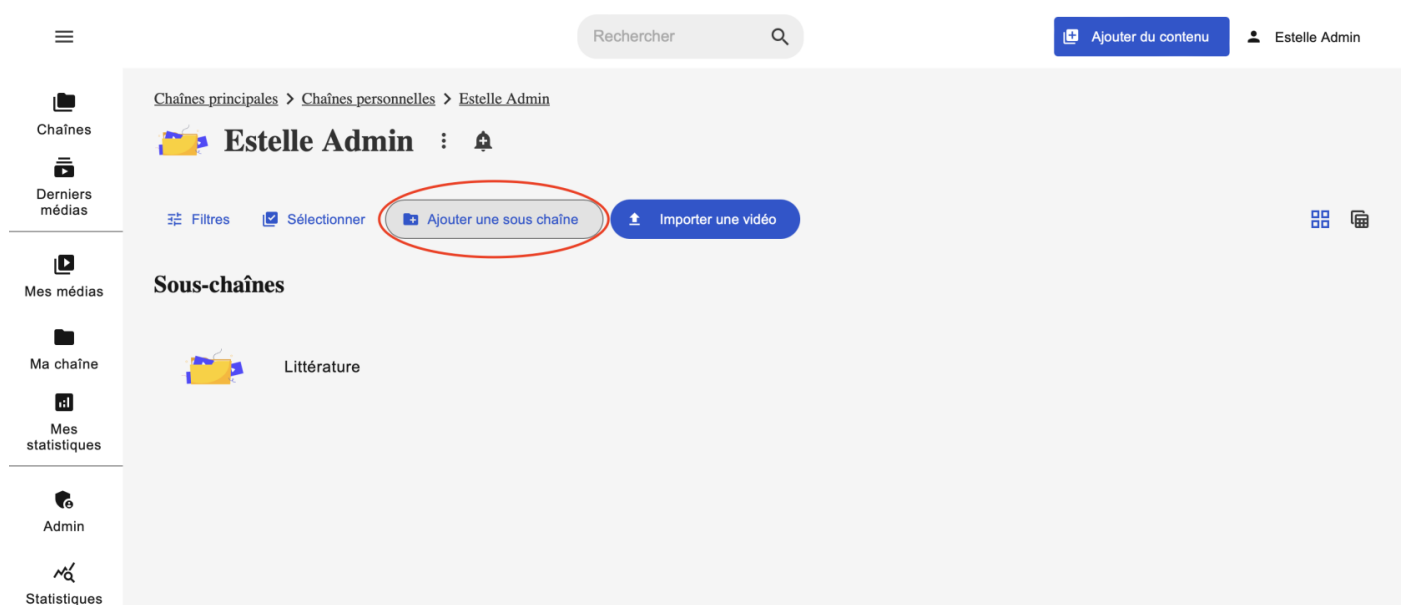 Rechercher
Ajouter du contenu
Estelle Admin
Chaînes
Derniers
médias
Mes médias
Ma chaîne
Mes
statistiques
Admin
Statistiques
Chaînes principales > Chaînes personnelles > Estelle Admin
Estelle Admin
Filtres
Sélectionner
Ajouter une sous chaîne
Importer une vidéo
Sous-chaînes
Littérature